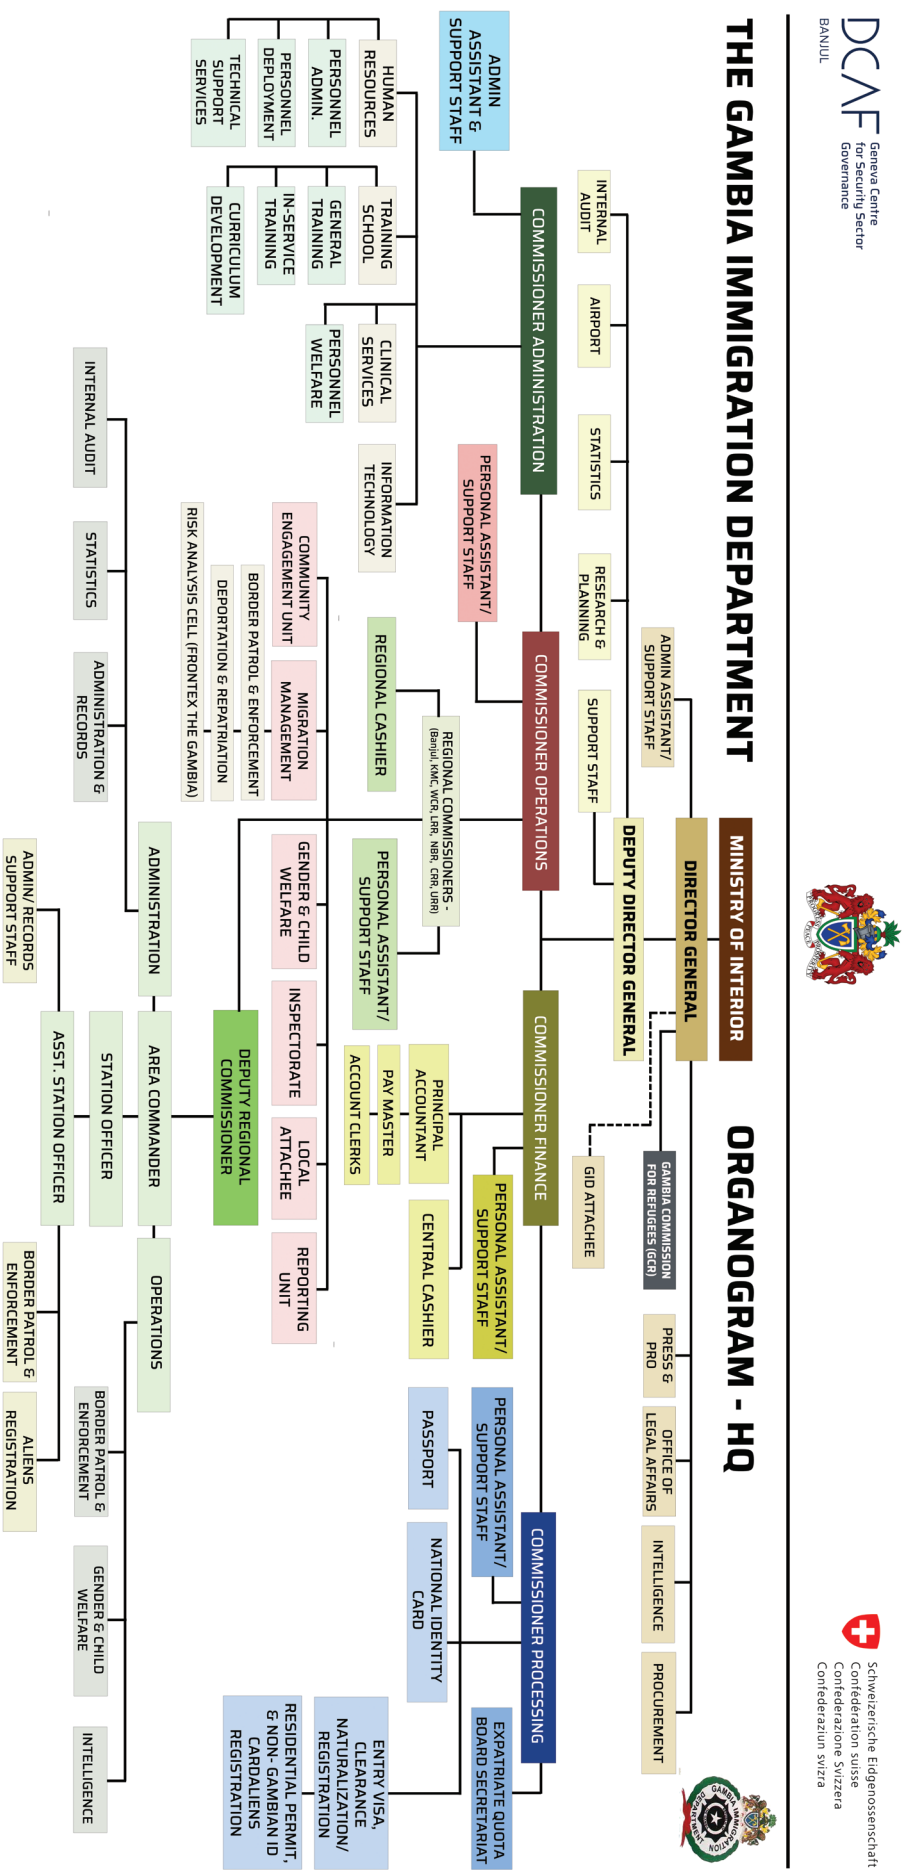 DCAF
BANJUL
Geneva Centre
for Security Sector
Governance
Schweizerische Eidgenossenschaft
Confédération suisse
Confederazione Svizzera
Confederaziun svizra
THE GAMBIA IMMIGRATION DEPARTMENT ORGANOGRAM - HQ
GAMBIA IMMIGRATION
DEPARTMENT
MINISTRY OF INTERIOR
DIRECTOR GENERAL
ADMIN ASSISTANT/
SUPPORT STAFF
GAMBIA COMMISSION
FOR REFUGEES (GCR)
PRESS &
PRO
OFFICE OF
LEGAL AFFAIRS
INTELLIGENCE
PROCUREMENT
DEPUTY DIRECTOR GENERAL
INTERNAL
AUDIT
AIRPORT
STATISTICS
RESEARCH &
PLANNING
SUPPORT STAFF
GID ATTACHEE
COMMISSIONER ADMINISTRATION
COMMISSIONER OPERATIONS
COMMISSIONER FINANCE
COMMISSIONER PROCESSING
ADMIN
ASSISTANT &
SUPPORT STAFF
PERSONAL ASSISTANT/
SUPPORT STAFF
PERSONAL ASSISTANT/
SUPPORT STAFF
PERSONAL ASSISTANT/
SUPPORT STAFF
EXPATRIATE QUOTA
BOARD SECRETARIAT
HUMAN
RESOURCES
PERSONNEL
ADMIN.
PERSONNEL
DEPLOYMENT
TECHNICAL
SUPPORT
SERVICES
TRAINING
SCHOOL
GENERAL
TRAINING
IN-SERVICE
TRAINING
CURRICULUM
DEVELOPMENT
CLINICAL
SERVICES
PERSONNEL
WELFARE
INFORMATION
TECHNOLOGY
REGIONAL COMMISSIONERS -
(Banjul, KMC, WCR, LRR, NBR, CRR, URR)
REGIONAL CASHIER
PERSONAL ASSISTANT/
SUPPORT STAFF
PRINCIPAL
ACCOUNTANT
PAY MASTER
ACCOUNT CLERKS
CENTRAL CASHIER
PASSPORT
NATIONAL IDENTITY
CARD
ENTRY VISA,
CLEARANCE
NATURALIZATION/
REGISTRATION
RESIDENTIAL PERMIT,
& NON- GAMBIAN ID
CARDALIENS
REGISTRATION
COMMUNITY
ENGAGEMENT UNIT
MIGRATION
MANAGEMENT
BORDER PATROL & ENFORCEMENT
DEPORTATION & REPATRIATION
RISK ANALYSIS CELL (FRONTEX THE GAMBIA)
GENDER & CHILD
WELFARE
INSPECTORATE
LOCAL
ATTACHEE
REPORTING
UNIT
DEPUTY REGIONAL
COMMISSIONER
ADMINISTRATION
AREA COMMANDER
OPERATIONS
INTERNAL AUDIT
STATISTICS
ADMINISTRATION &
RECORDS
STATION OFFICER
BORDER PATROL &
ENFORCEMENT
GENDER & CHILD
WELFARE
INTELLIGENCE
ASST. STATION OFFICER
ADMIN/ RECORDS
SUPPORT STAFF
BORDER PATROL &
ENFORCEMENT
ALIENS
REGISTRATION